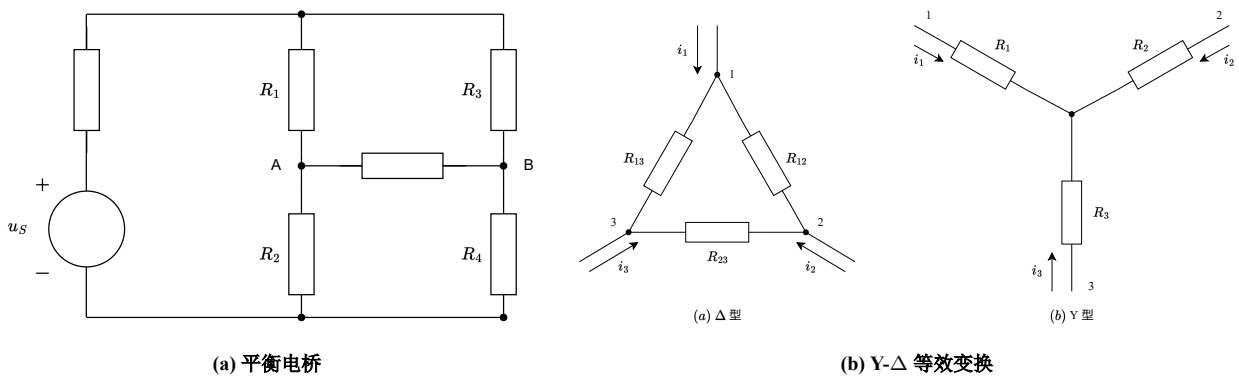 R₁
R₃
A
B
+
u_S
−
R₂
R₄
(a) 平衡电桥
i₁
1
R₁₃
R₁₂
3
2
R₂₃
i₃
i₂
(a) Δ 型
1
2
R₁
R₂
i₁
i₂
R₃
i₃
3
(b) Y 型
(b) Y-△ 等效变换